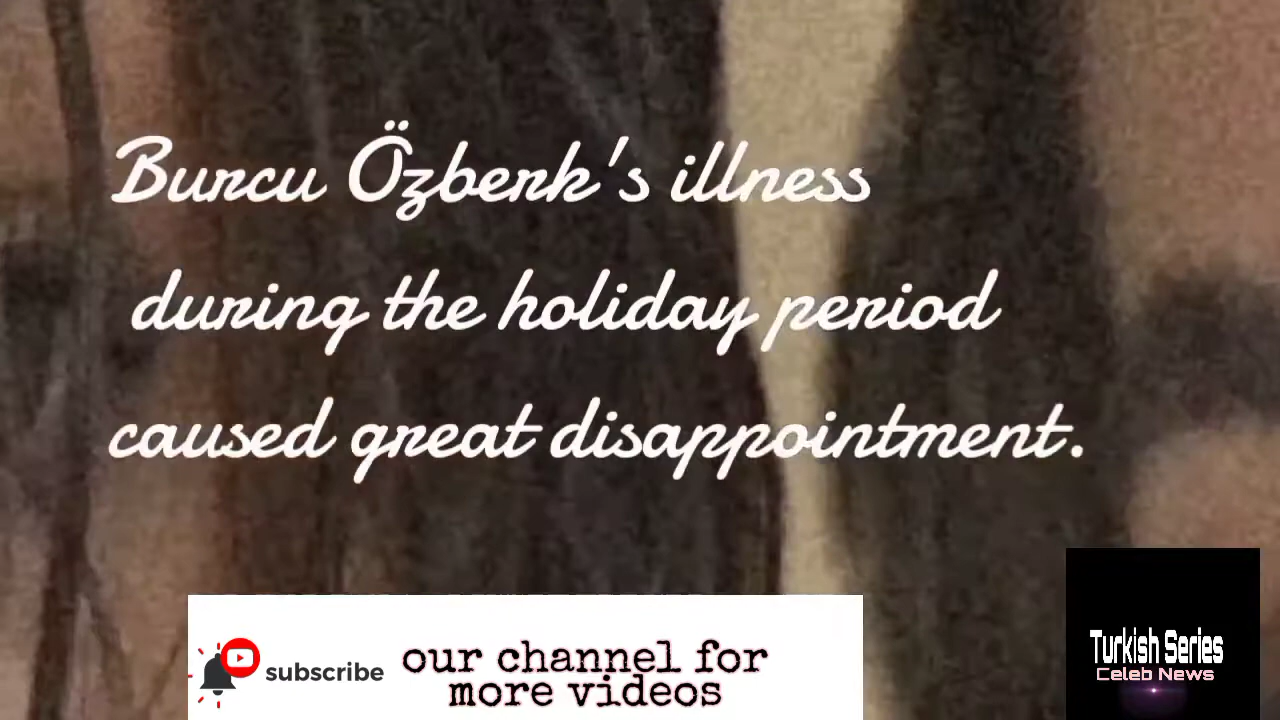 Burcu Özberk's illness
during the holiday period
caused great disappointment.
subscribe
our channel for
more videos
Turkish Series
Celeb News